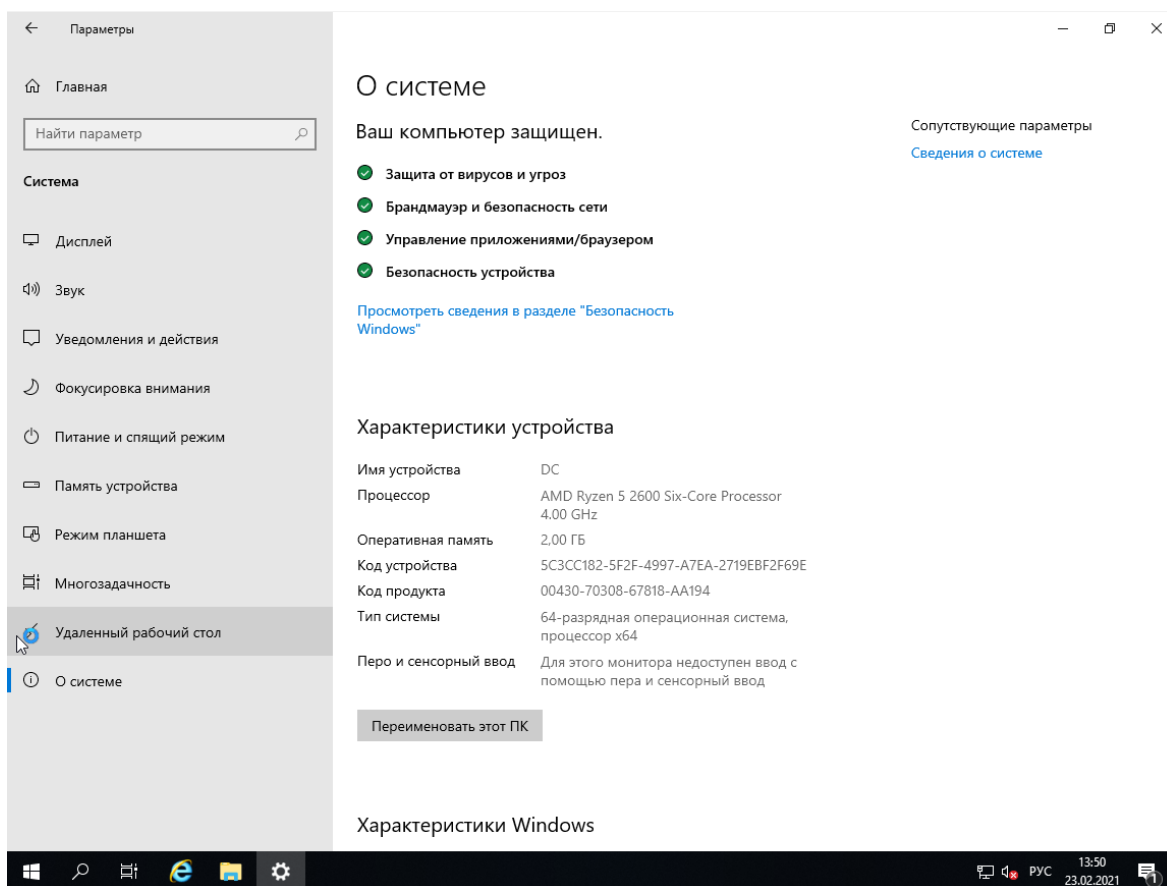 Параметры
Главная
Найти параметр
Система
Дисплей
Звук
Уведомления и действия
Фокусировка внимания
Питание и спящий режим
Память устройства
Режим планшета
Многозадачность
Удаленный рабочий стол
О системе
О системе
Ваш компьютер защищен.
Защита от вирусов и угроз
Брандмауэр и безопасность сети
Управление приложениями/браузером
Безопасность устройства
Просмотреть сведения в разделе "Безопасность
Windows"
Характеристики устройства
Имя устройства DC
Процессор AMD Ryzen 5 2600 Six-Core Processor
4.00 GHz
Оперативная память 2,00 ГБ
Код устройства 5C3CC182-5F2F-4997-A7EA-2719EBF2F69E
Код продукта 00430-70308-67818-AA194
Тип системы 64-разрядная операционная система,
процессор x64
Перо и сенсорный ввод Для этого монитора недоступен ввод с
помощью пера и сенсорный ввод
Переименовать этот ПК
Характеристики Windows
Сопутствующие параметры
Сведения о системе
РУС
13:50
23.02.2021
1